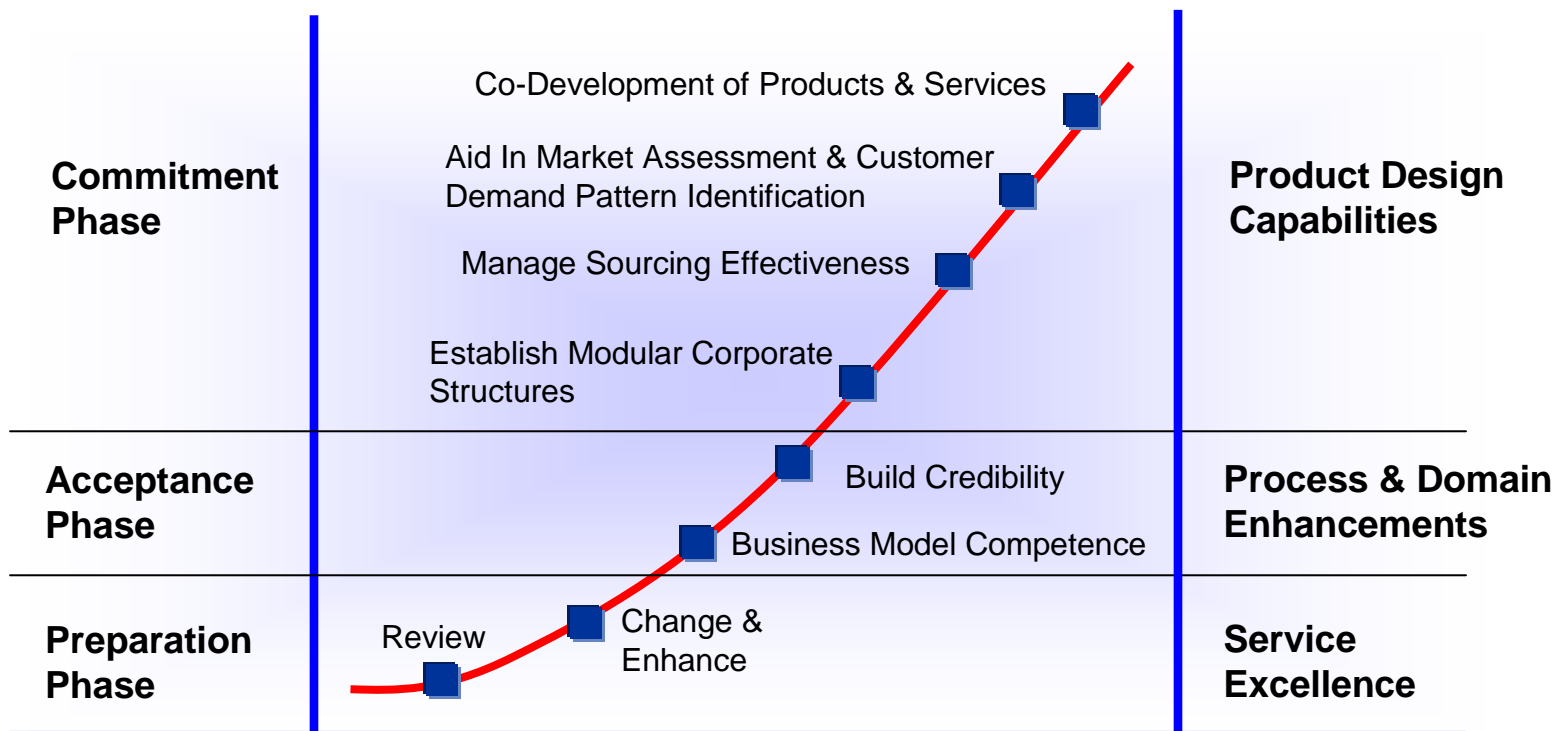 Co-Development of Products & Services
Aid In Market Assessment & Customer
Demand Pattern Identification
Commitment
Phase
Product Design
Capabilities
Manage Sourcing Effectiveness
Establish Modular Corporate
Structures
Acceptance
Phase
Build Credibility
Business Model Competence
Process & Domain
Enhancements
Preparation
Phase
Review
Change &
Enhance
Service
Excellence